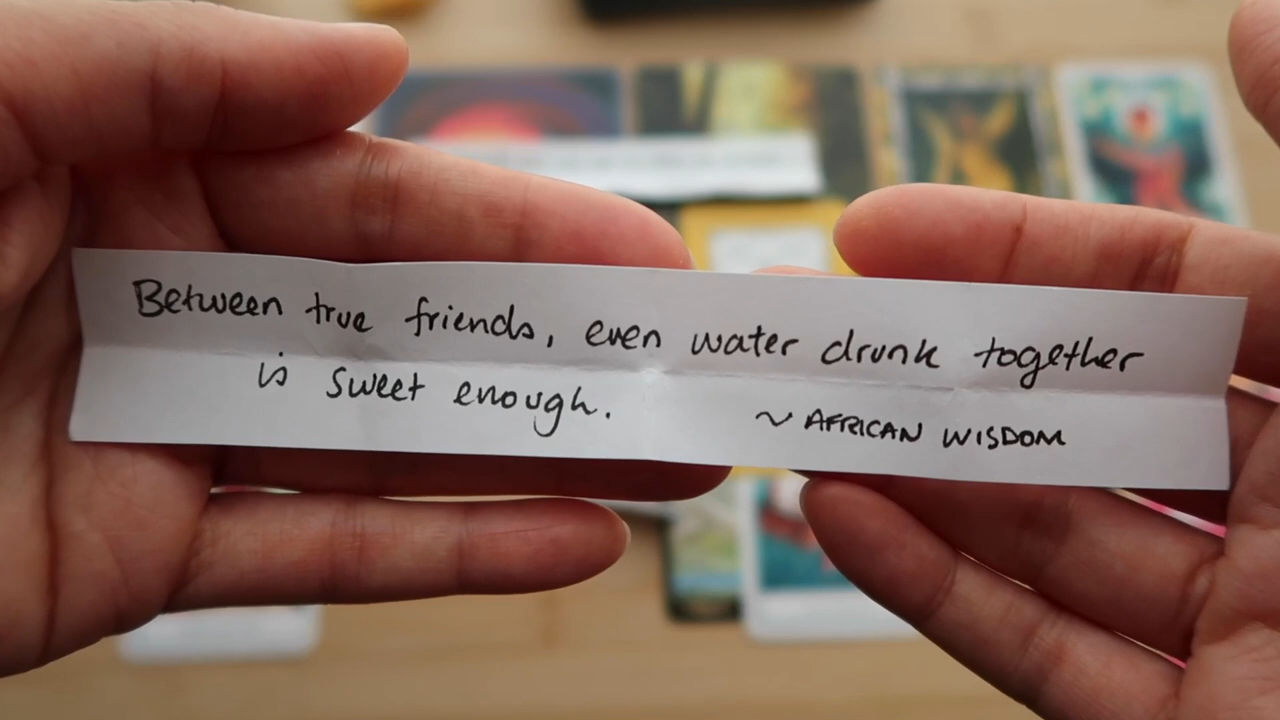 Between true friends, even water drunk together
is sweet enough.
~ AFRICAN WISDOM